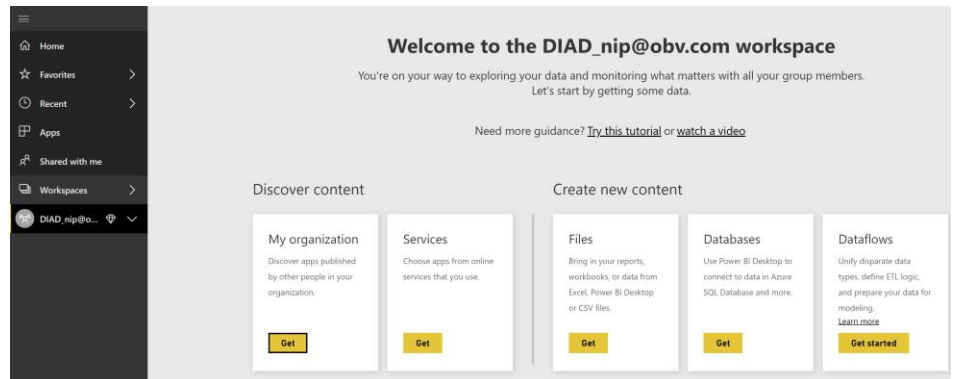 Home
Favorites
Recent
Apps
Shared with me
Workspaces
DIAD_nip@o...
Welcome to the DIAD_nip@obv.com workspace
You're on your way to exploring your data and monitoring what matters with all your group members.
Let's start by getting some data.
Need more guidance? Try this tutorial or watch a video
Discover content
My organization
Discover apps published
by other people in your
organization.
Get
Services
Choose apps from online
services that you use.
Get
Create new content
Files
Bring in your reports,
workbooks, or data from
Excel, Power BI Desktop
or CSV files.
Get
Databases
Use Power BI Desktop to
connect to data in Azure
SQL Database and more.
Get
Dataflows
Unify disparate data
types, define ETL logic,
and prepare your data for
modeling.
Learn more
Get started